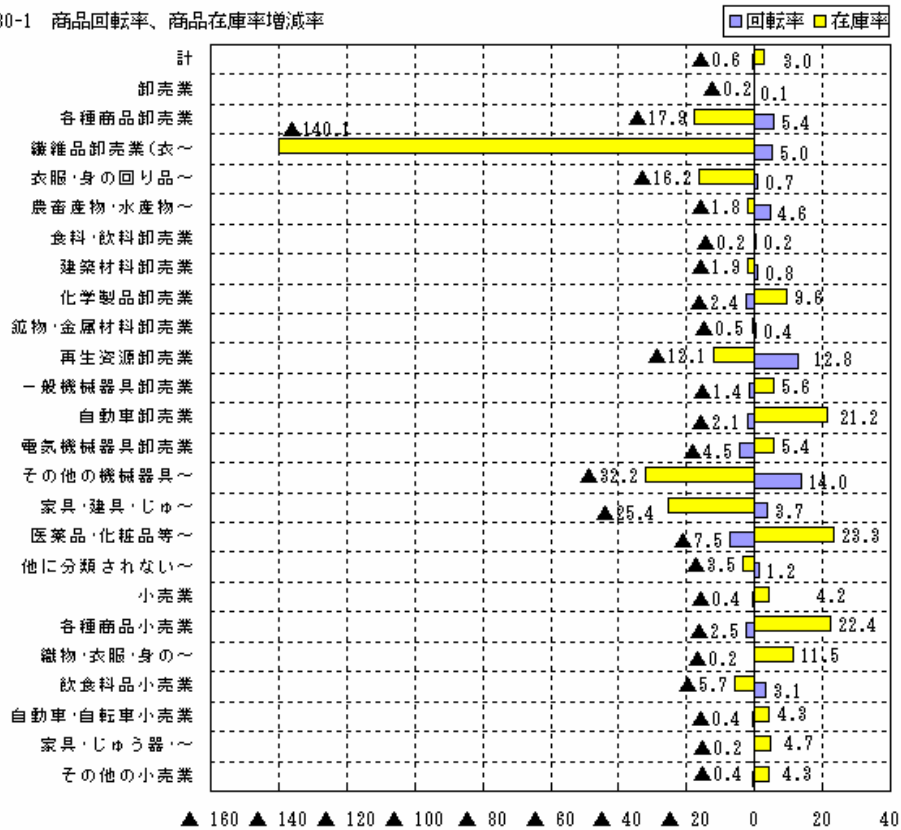 30-1 商品回転率、商品在庫率増減率
回転率 在庫率
計 ▲0.6 3.0
卸売業 ▲0.2 0.1
各種商品卸売業 ▲17.9 5.4
繊維品卸売業(衣～ ▲140.1 5.0
衣服・身の回り品～ ▲16.2 0.7
農畜産物・水産物～ ▲1.8 4.6
食料・飲料卸売業 ▲0.2 0.2
建築材料卸売業 ▲1.9 0.8
化学製品卸売業 ▲2.4 9.6
鉱物・金属材料卸売業 ▲0.5 0.4
再生資源卸売業 ▲12.1 12.8
一般機械器具卸売業 ▲1.4 5.6
自動車卸売業 ▲2.1 21.2
電気機械器具卸売業 ▲4.5 5.4
その他の機械器具～ ▲32.2 14.0
家具・建具・じゅ～ ▲25.4 3.7
医薬品・化粧品等～ ▲7.5 23.3
他に分類されない～ ▲3.5 1.2
小売業 ▲0.4 4.2
各種商品小売業 ▲2.5 22.4
織物・衣服・身の～ ▲0.2 11.5
飲食料品小売業 ▲5.7 3.1
自動車・自転車小売業 ▲0.4 4.3
家具・じゅう器・～ ▲0.2 4.7
その他の小売業 ▲0.4 4.3
▲ 160 ▲ 140 ▲ 120 ▲ 100 ▲ 80 ▲ 60 ▲ 40 ▲ 20 0 20 40